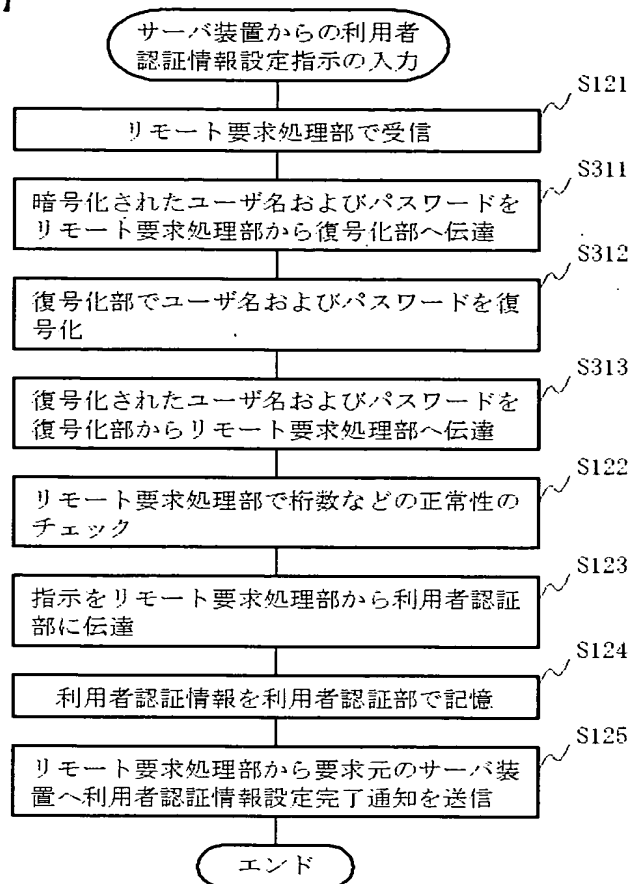 】
サーバ装置からの利用者
認証情報設定指示の入力
S121
リモート要求処理部で受信
S311
暗号化されたユーザ名およびパスワードを
リモート要求処理部から復号化部へ伝達
S312
復号化部でユーザ名およびパスワードを復
号化
S313
復号化されたユーザ名およびパスワードを
復号化部からリモート要求処理部へ伝達
S122
リモート要求処理部で桁数などの正常性の
チェック
S123
指示をリモート要求処理部から利用者認証
部に伝達
S124
利用者認証情報を利用者認証部で記憶
S125
リモート要求処理部から要求元のサーバ装
置へ利用者認証情報設定完了通知を送信
エンド